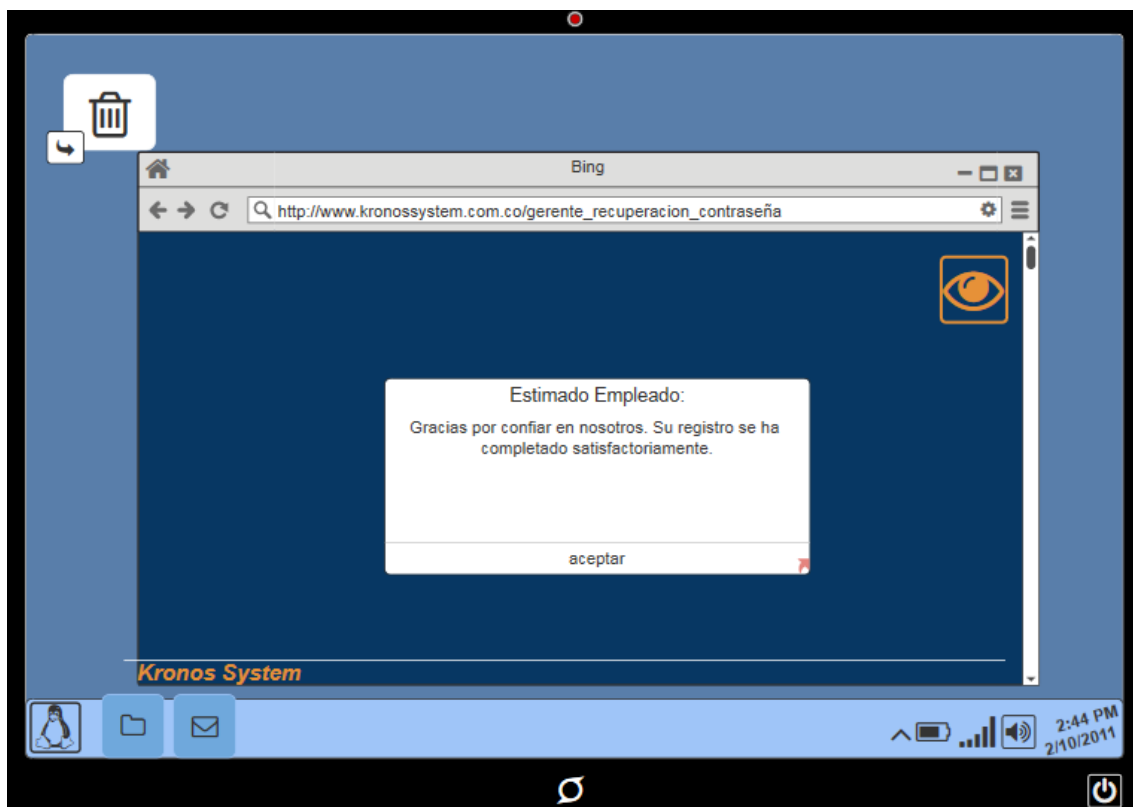 Bing
http://www.kronossystem.com.co/gerente_recuperacion_contraseña
Estimado Empleado:
Gracias por confiar en nosotros. Su registro se ha
completado satisfactoriamente.
aceptar
Kronos System
2:44 PM
2/10/2011